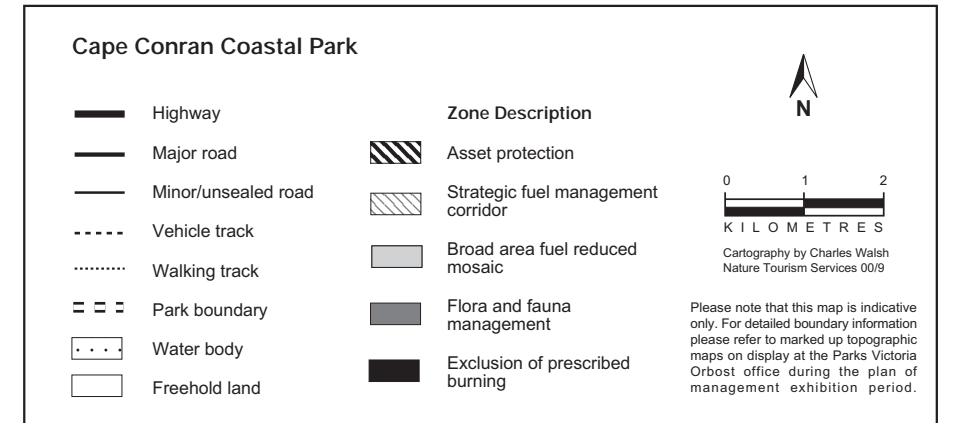 Cape Conran Coastal Park
Highway
Major road
Minor/unsealed road
Vehicle track
Walking track
Park boundary
Water body
Freehold land
Zone Description
Asset protection
Strategic fuel management
corridor
Broad area fuel reduced
mosaic
Flora and fauna
management
Exclusion of prescribed
burning
N
0 1 2
KILOMETRES
Cartography by Charles Walsh
Nature Tourism Services 00/9
Please note that this map is indicative
only. For detailed boundary information
please refer to marked up topographic
maps on display at the Parks Victoria
Orbost office during the plan of
management exhibition period.